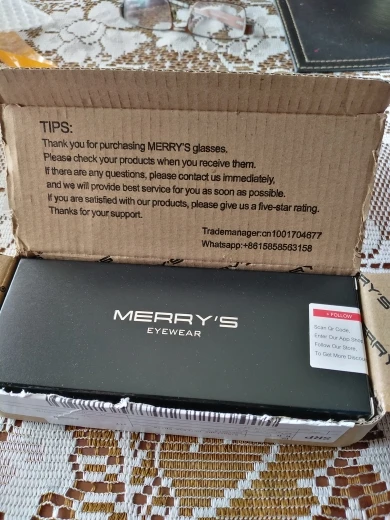 TIPS:
Thank you for purchasing MERRY'S glasses.
Please check your products when you receive them.
If there are any questions, please contact us immediately,
and we will provide best service for you as soon as possible.
If you are satisfied with our products, please give us a five-star rating.
Thanks for your support.
Trademanager:cn1001704677
Whatsapp:+8615858563158
MERRY'S
EYEWEAR
+ FOLLOW
Scan Qr Code,
Enter Our App
Follow Our Store,
To Get More